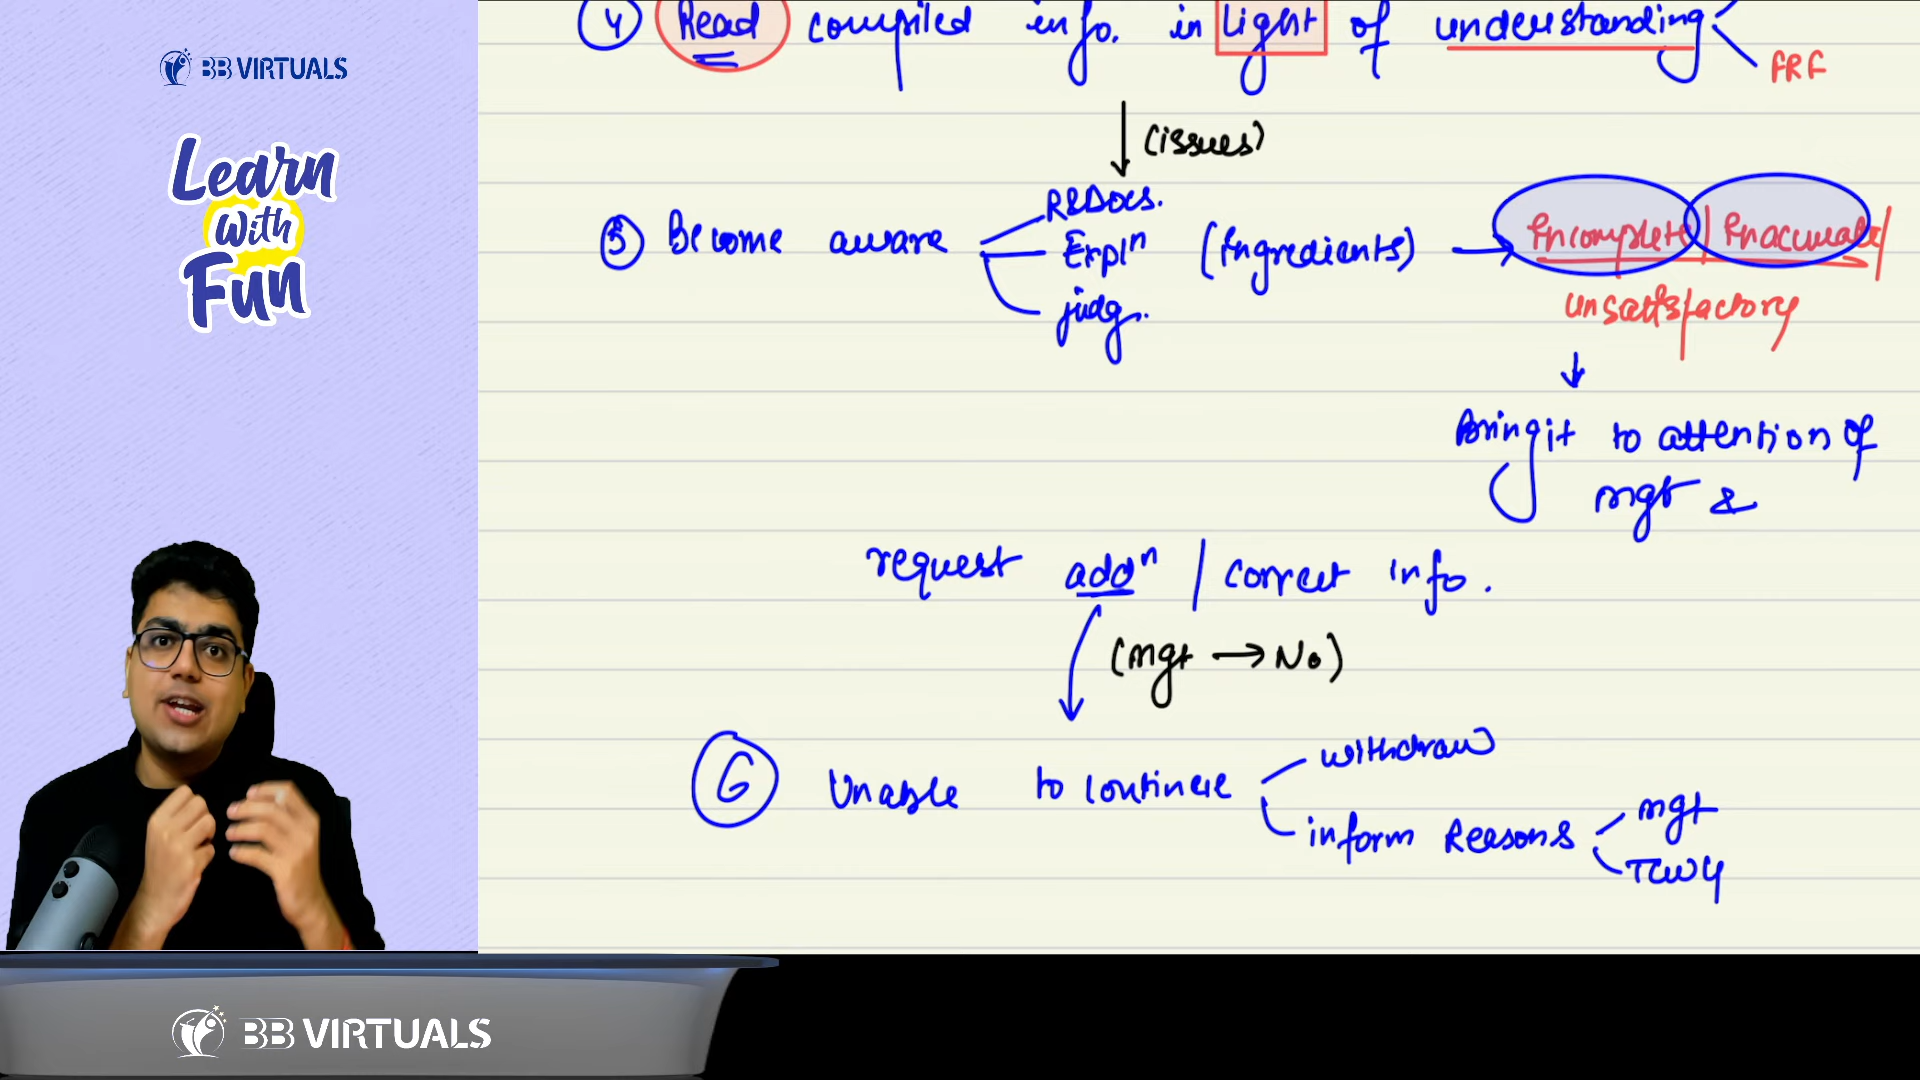 BB VIRTUALS
Learn
With
Fun
④ Read compiled info. in light of understanding
FRF
(issues)
R&Docs.
⑤ Become aware Explⁿ (Ingredients) → Incomplete / Inaccurate /
judg.
unsatisfactory
Bring it to attention of
mgt &
request addⁿ / correct info.
(mgt → No)
⑥ Unable to continue
withdraw
inform Reasons
mgt
TCWG
BB VIRTUALS